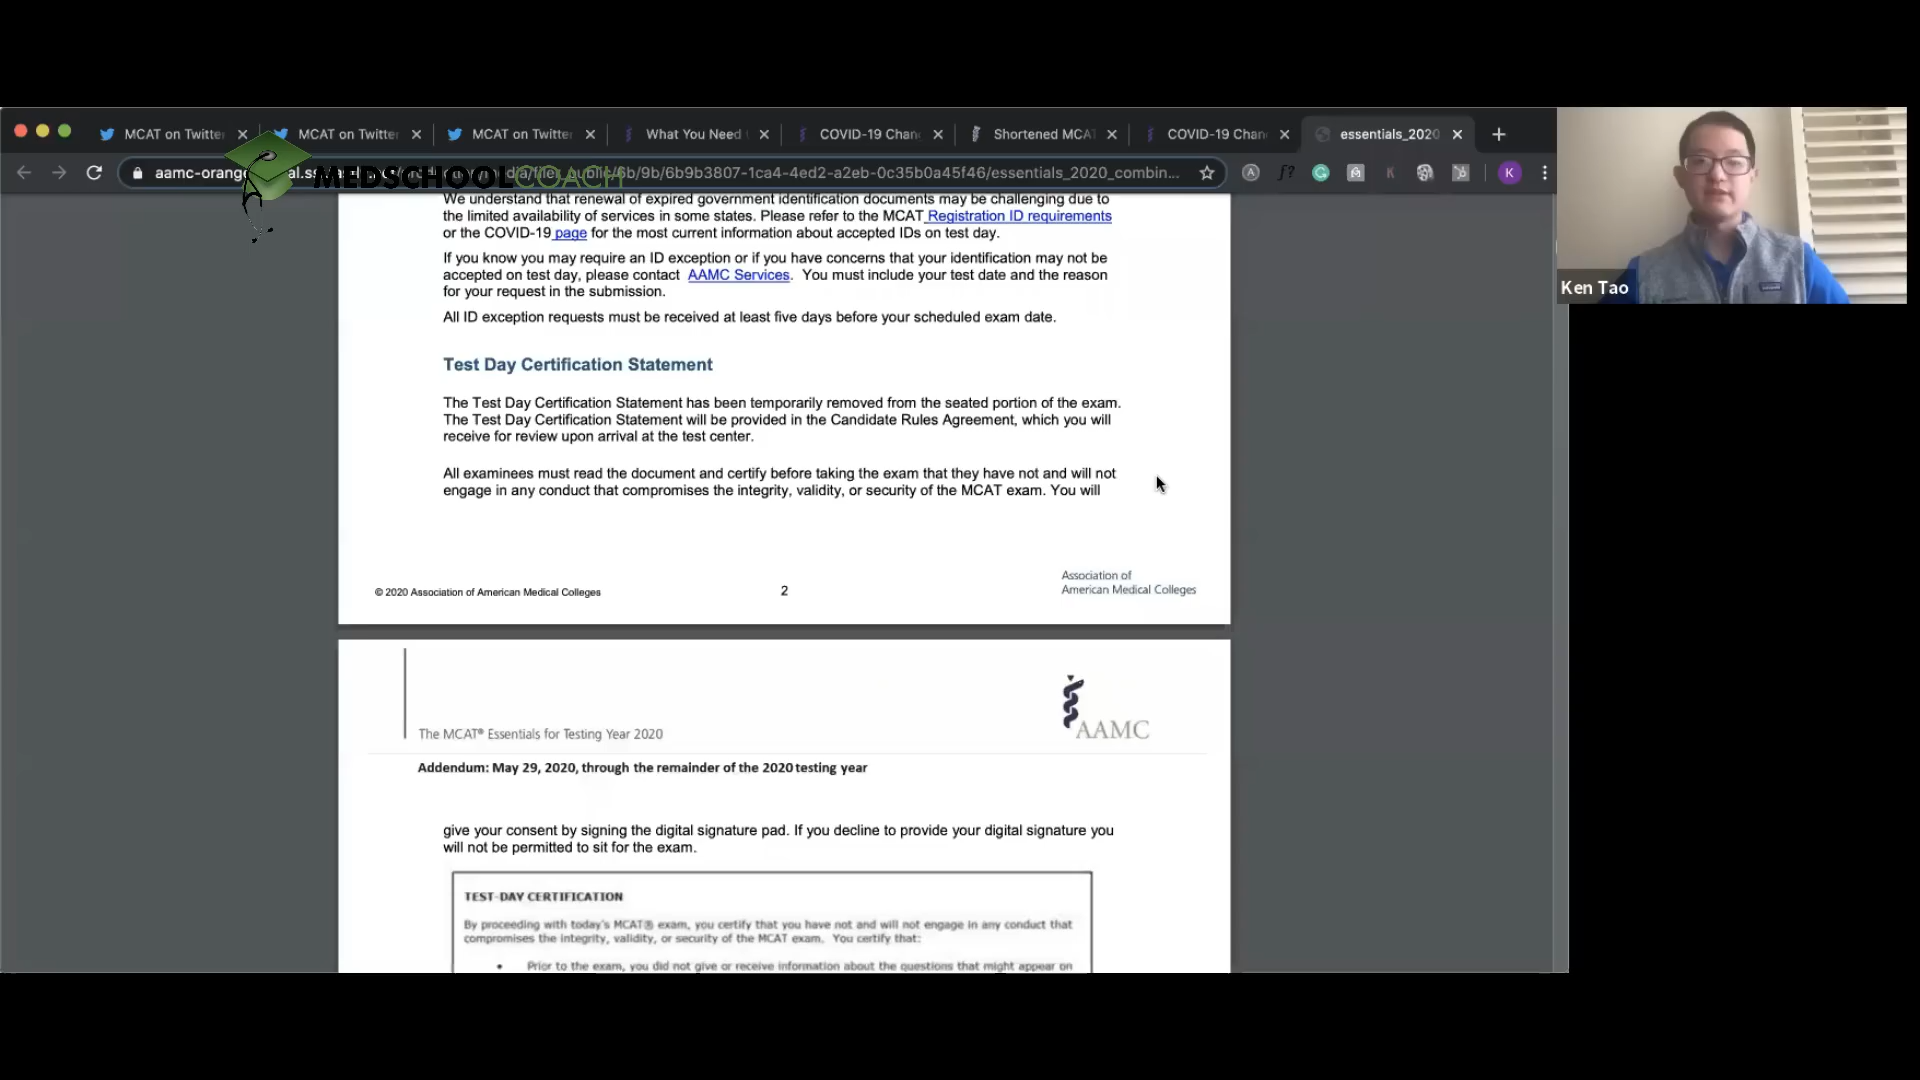 MCAT on Twitte
MCAT on Twitter
MCAT on Twitter
What You Need
COVID-19 Chan
Shortened MCAT
COVID-19 Chan
essentials_2020
aamc-orang
6b/9b/6b9b3807-1ca4-4ed2-a2eb-0c35b0a45f46/essentials_2020_combin...
K
MEDSCHOOLCOACH
We understand that renewal of expired government identification documents may be challenging due to
the limited availability of services in some states. Please refer to the MCAT Registration ID requirements
or the COVID-19 page for the most current information about accepted IDs on test day.
If you know you may require an ID exception or if you have concerns that your identification may not be
accepted on test day, please contact AAMC Services. You must include your test date and the reason
for your request in the submission.
All ID exception requests must be received at least five days before your scheduled exam date.
Test Day Certification Statement
The Test Day Certification Statement has been temporarily removed from the seated portion of the exam.
The Test Day Certification Statement will be provided in the Candidate Rules Agreement, which you will
receive for review upon arrival at the test center.
All examinees must read the document and certify before taking the exam that they have not and will not
engage in any conduct that compromises the integrity, validity, or security of the MCAT exam. You will
© 2020 Association of American Medical Colleges
2
Association of
American Medical Colleges
The MCAT® Essentials for Testing Year 2020
AAMC
Addendum: May 29, 2020, through the remainder of the 2020 testing year
give your consent by signing the digital signature pad. If you decline to provide your digital signature you
will not be permitted to sit for the exam.
TEST-DAY CERTIFICATION
By proceeding with today's MCAT® exam, you certify that you have not and will not engage in any conduct that
compromises the integrity, validity, or security of the MCAT exam. You certify that:
• Prior to the exam, you did not give or receive information about the questions that might appear on
Ken Tao